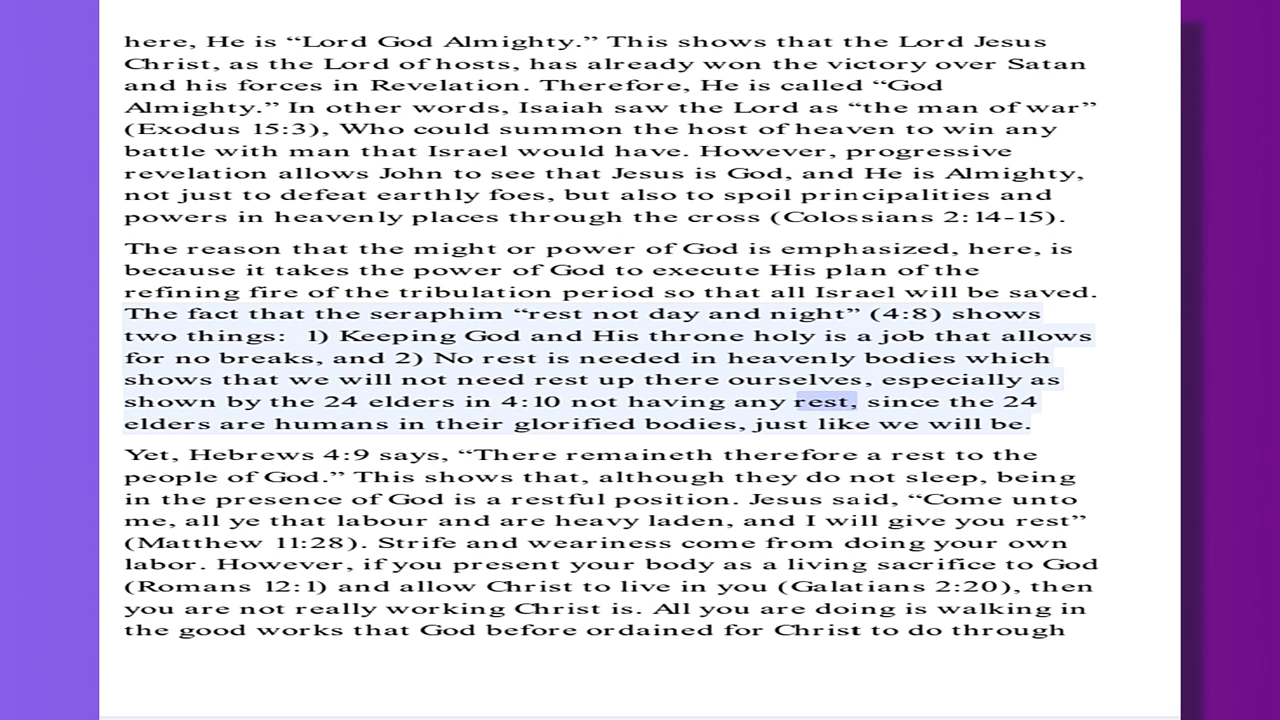 here, He is “Lord God Almighty.” This shows that the Lord Jesus
Christ, as the Lord of hosts, has already won the victory over Satan
and his forces in Revelation. Therefore, He is called “God
Almighty.” In other words, Isaiah saw the Lord as “the man of war”
(Exodus 15:3), Who could summon the host of heaven to win any
battle with man that Israel would have. However, progressive
revelation allows John to see that Jesus is God, and He is Almighty,
not just to defeat earthly foes, but also to spoil principalities and
powers in heavenly places through the cross (Colossians 2:14-15).
The reason that the might or power of God is emphasized, here, is
because it takes the power of God to execute His plan of the
refining fire of the tribulation period so that all Israel will be saved.
The fact that the seraphim “rest not day and night” (4:8) shows
two things:  1) Keeping God and His throne holy is a job that allows
for no breaks, and 2) No rest is needed in heavenly bodies which
shows that we will not need rest up there ourselves, especially as
shown by the 24 elders in 4:10 not having any rest, since the 24
elders are humans in their glorified bodies, just like we will be.
Yet, Hebrews 4:9 says, “There remaineth therefore a rest to the
people of God.” This shows that, although they do not sleep, being
in the presence of God is a restful position. Jesus said, “Come unto
me, all ye that labour and are heavy laden, and I will give you rest”
(Matthew 11:28). Strife and weariness come from doing your own
labor. However, if you present your body as a living sacrifice to God
(Romans 12:1) and allow Christ to live in you (Galatians 2:20), then
you are not really working Christ is. All you are doing is walking in
the good works that God before ordained for Christ to do through